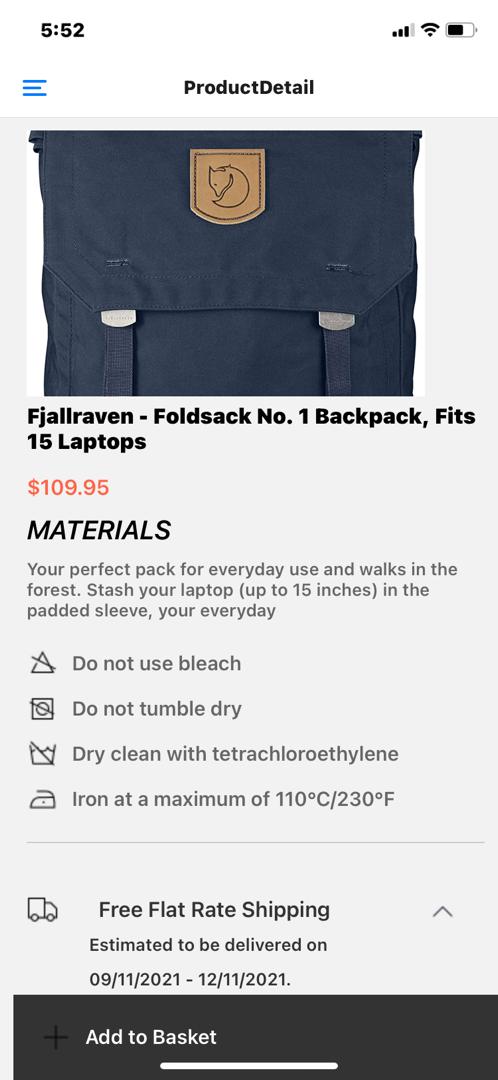 5:52
ProductDetail
Fjallraven - Foldsack No. 1 Backpack, Fits
15 Laptops
$109.95
MATERIALS
Your perfect pack for everyday use and walks in the
forest. Stash your laptop (up to 15 inches) in the
padded sleeve, your everyday
Do not use bleach
Do not tumble dry
Dry clean with tetrachloroethylene
Iron at a maximum of 110°C/230°F
Free Flat Rate Shipping
Estimated to be delivered on
09/11/2021 - 12/11/2021.
Add to Basket